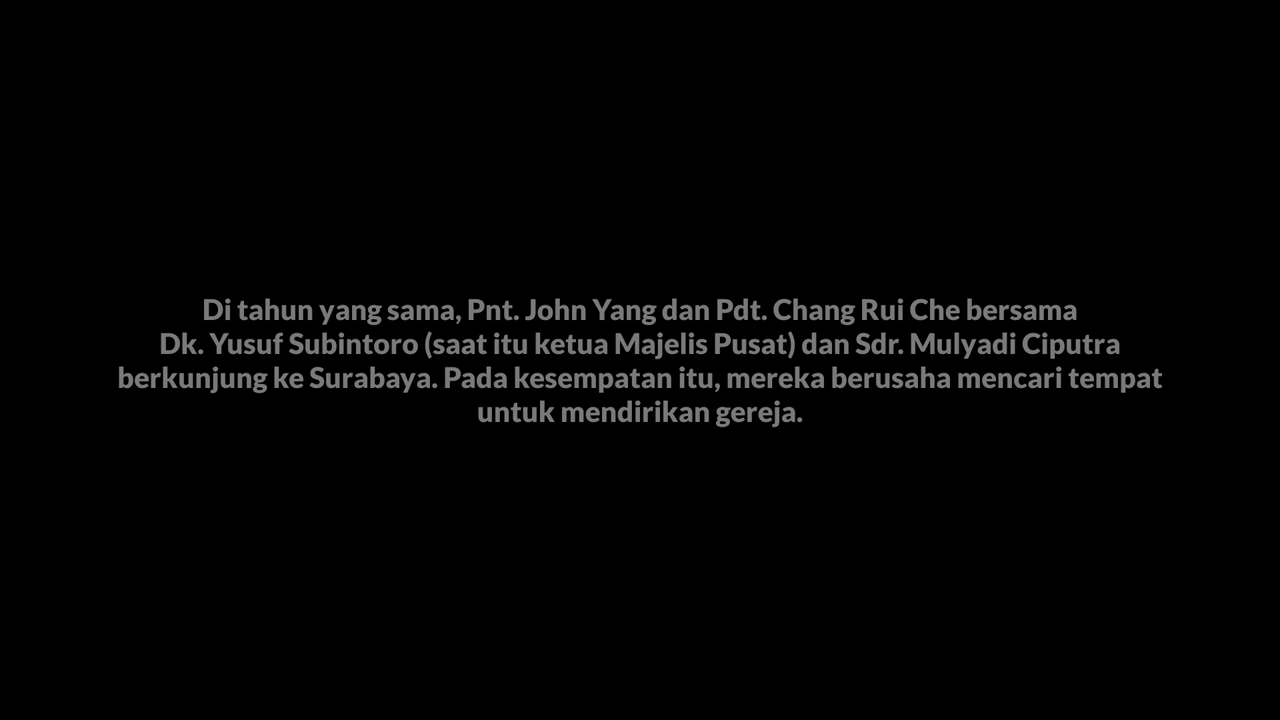 Di tahun yang sama, Pnt. John Yang dan Pdt. Chang Rui Che bersama
Dk. Yusuf Subintoro (saat itu ketua Majelis Pusat) dan Sdr. Mulyadi Ciputra
berkunjung ke Surabaya. Pada kesempatan itu, mereka berusaha mencari tempat
untuk mendirikan gereja.